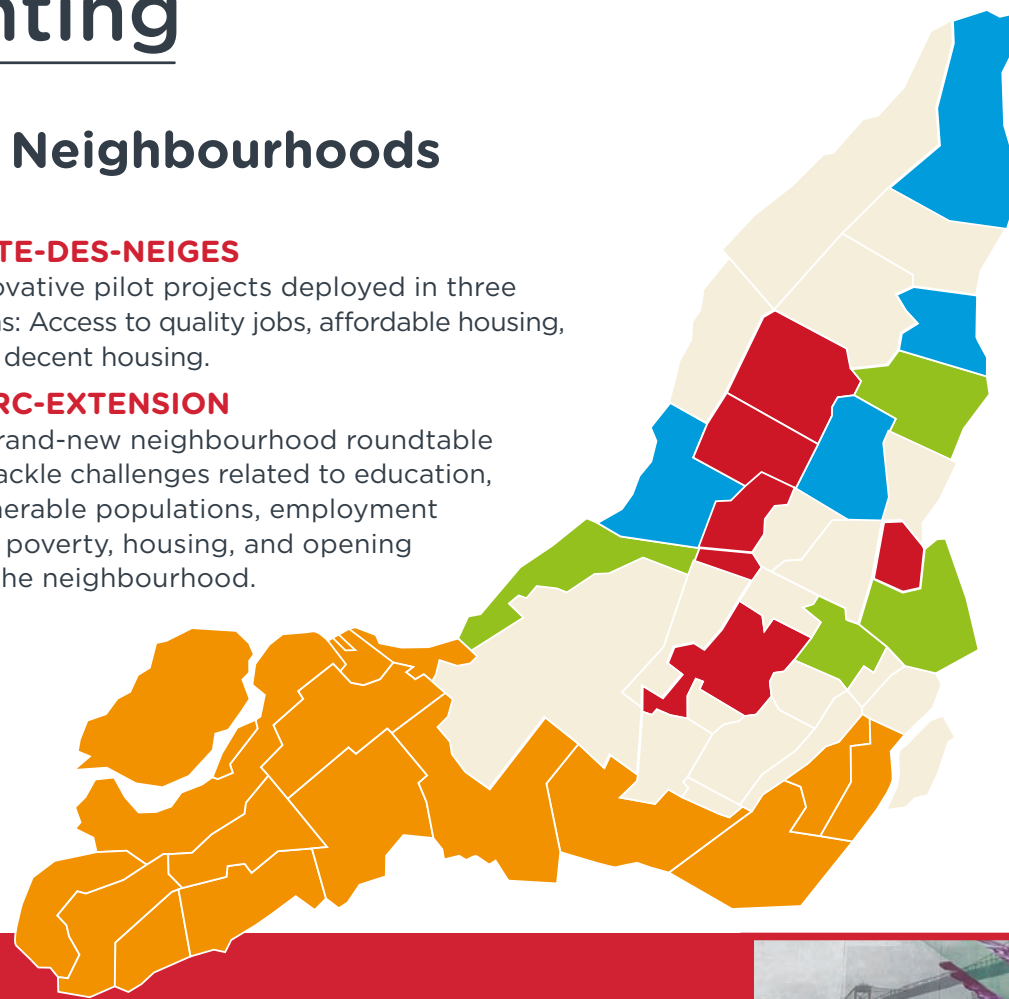 nting
Neighbourhoods
TE-DES-NEIGES
ovative pilot projects deployed in three
s: Access to quality jobs, affordable housing,
decent housing.
RC-EXTENSION
rand-new neighbourhood roundtable
ackle challenges related to education,
nerable populations, employment
poverty, housing, and opening
he neighbourhood.